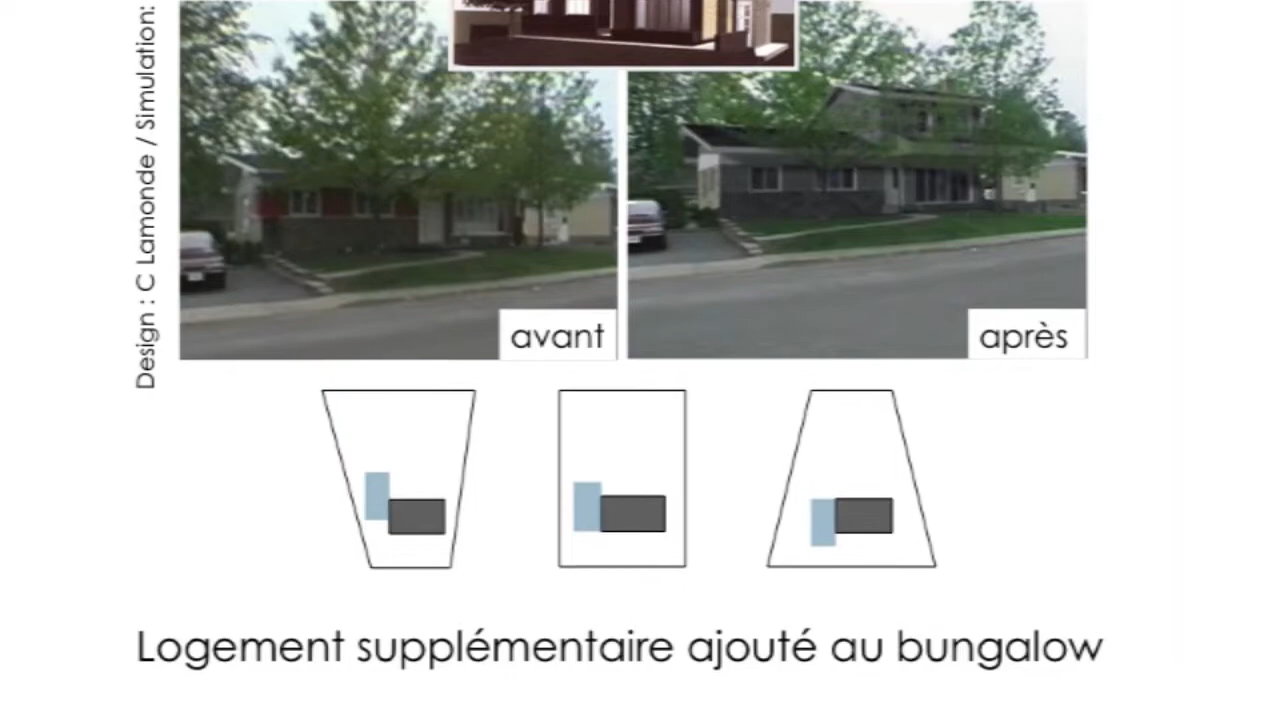 Design : C Lamonde / Simulation:
avant
après
Logement supplémentaire ajouté au bungalow